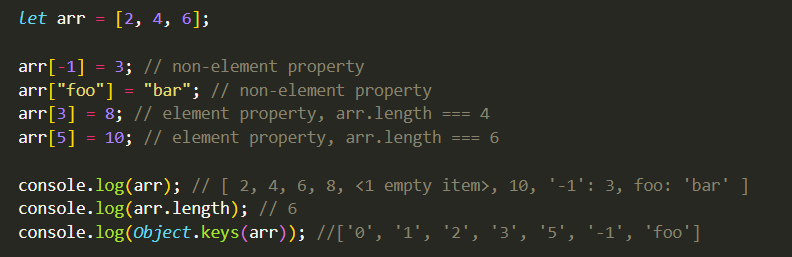 let arr = [2, 4, 6];
arr[-1] = 3; // non-element property
arr["foo"] = "bar"; // non-element property
arr[3] = 8; // element property, arr.length === 4
arr[5] = 10; // element property, arr.length === 6
console.log(arr); // [ 2, 4, 6, 8, <1 empty item>, 10, '-1': 3, foo: 'bar' ]
console.log(arr.length); // 6
console.log(Object.keys(arr)); //['0', '1', '2', '3', '5', '-1', 'foo']